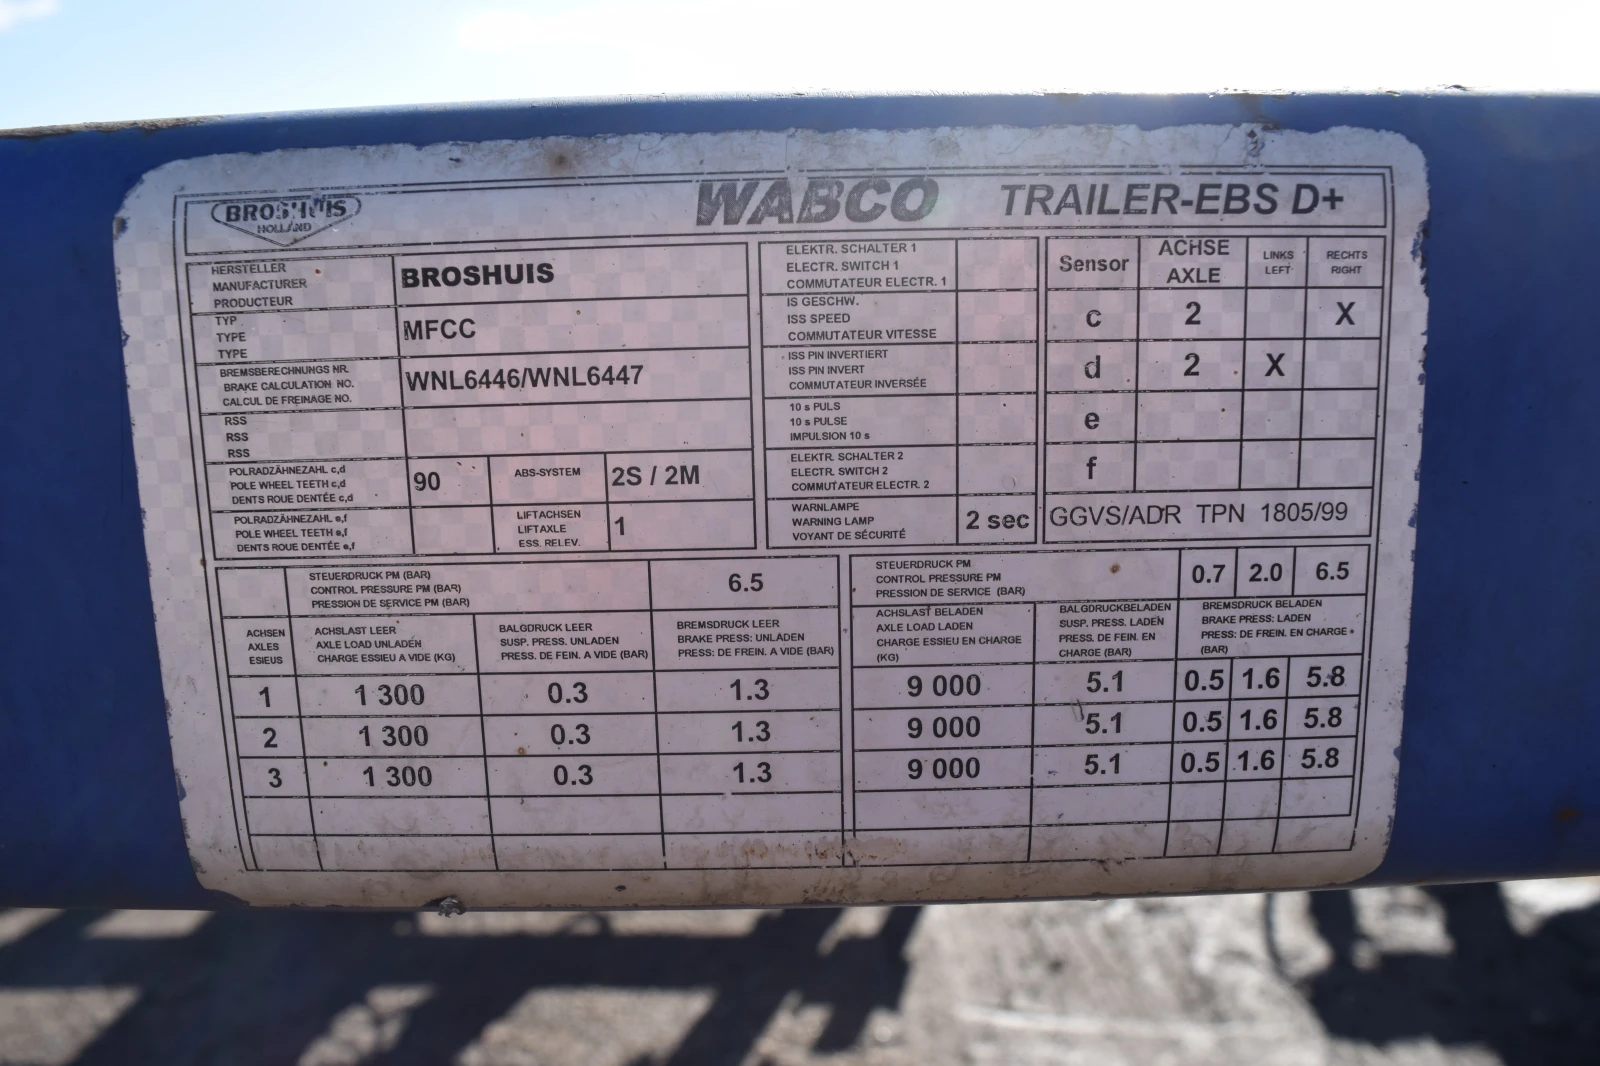 BROSHUIS
HOLLAND
WABCO TRAILER-EBS D+
HERSTELLER
MANUFACTURER
PRODUCTEUR
BROSHUIS
TYP
TYPE
TYPE
MFCC
BREMSBERECHNUNGS NR.
BRAKE CALCULATION NO.
CALCUL DE FREINAGE NO.
WNL6446/WNL6447
RSS
RSS
RSS
POLRADZÄHNEZAHL c,d
POLE WHEEL TEETH c,d
DENTS ROUE DENTÉE c,d
90
ABS-SYSTEM
2S / 2M
POLRADZÄHNEZAHL e,f
POLE WHEEL TEETH e,f
DENTS ROUE DENTÉE e,f
LIFTACHSEN
LIFTAXLE
ESS. RELEV.
1
ELEKTR. SCHALTER 1
ELECTR. SWITCH 1
COMMUTATEUR ELECTR. 1
IS GESCHW.
ISS SPEED
COMMUTATEUR VITESSE
ISS PIN INVERTIERT
ISS PIN INVERT
COMMUTATEUR INVERSÉE
10 s PULS
10 s PULSE
IMPULSION 10 s
ELEKTR. SCHALTER 2
ELECTR. SWITCH 2
COMMUTATEUR ELECTR. 2
WARNLAMPE
WARNING LAMP
VOYANT DE SÉCURITÉ
2 sec
Sensor
ACHSE
AXLE
LINKS
LEFT
RECHTS
RIGHT
c 2 X
d 2 X
e
f
GGVS/ADR TPN 1805/99
STEUERDRUCK PM (BAR)
CONTROL PRESSURE PM (BAR)
PRESSION DE SERVICE PM (BAR)
6.5
ACHSEN
AXLES
ESIEUS
ACHSLAST LEER
AXLE LOAD UNLADEN
CHARGE ESSIEU A VIDE (KG)
BALGDRUCK LEER
SUSP. PRESS. UNLADEN
PRESS. DE FEIN. A VIDE (BAR)
BREMSDRUCK LEER
BRAKE PRESS: UNLADEN
PRESS: DE FREIN. A VIDE (BAR)
1 1 300 0.3 1.3
2 1 300 0.3 1.3
3 1 300 0.3 1.3
STEUERDRUCK PM
CONTROL PRESSURE PM
PRESSION DE SERVICE (BAR)
0.7 2.0 6.5
ACHSLAST BELADEN
AXLE LOAD LADEN
CHARGE ESSIEU EN CHARGE
(KG)
BALGDRUCKBELADEN
SUSP. PRESS. LADEN
PRESS. DE FEIN. EN
CHARGE (BAR)
BREMSDRUCK BELADEN
BRAKE PRESS: LADEN
PRESS: DE FREIN. EN CHARGE
(BAR)
9 000 5.1 0.5 1.6 5.8
9 000 5.1 0.5 1.6 5.8
9 000 5.1 0.5 1.6 5.8